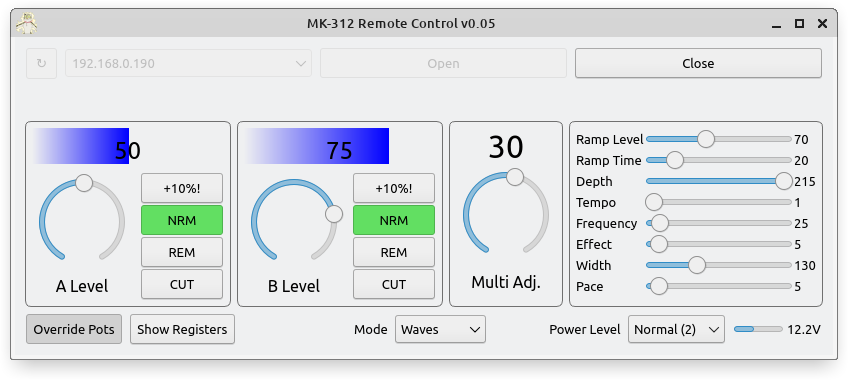 MK-312 Remote Control v0.05
↻ 192.168.0.190 Open Close
50
+10%!
NRM
REM
CUT
A Level
75
+10%!
NRM
REM
CUT
B Level
30
Multi Adj.
Ramp Level 70
Ramp Time 20
Depth 215
Tempo 1
Frequency 25
Effect 5
Width 130
Pace 5
Override Pots Show Registers Mode Waves Power Level Normal (2) 12.2V